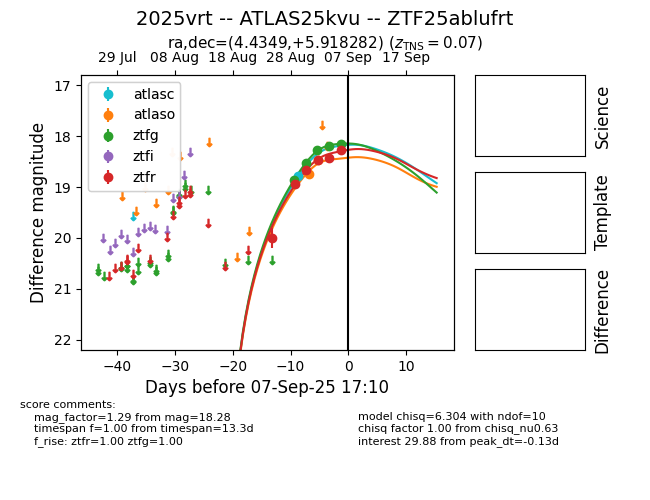 2025vrt -- ATLAS25kvu -- ZTF25ablufrt
ra,dec=(4.4349,+5.918282) (z_TNS = 0.07)
29 Jul 08 Aug 18 Aug 28 Aug 07 Sep 17 Sep
17
18
19
20
21
22
Difference magnitude
atlasc
atlaso
ztfg
ztfi
ztfr
−40 −30 −20 −10 0 10
Days before 07-Sep-25 17:10
Science
Template
Difference
score comments:
mag_factor=1.29 from mag=18.28
timespan f=1.00 from timespan=13.3d
f_rise: ztfr=1.00 ztfg=1.00
model chisq=6.304 with ndof=10
chisq factor 1.00 from chisq_nu0.63
interest 29.88 from peak_dt=-0.13d